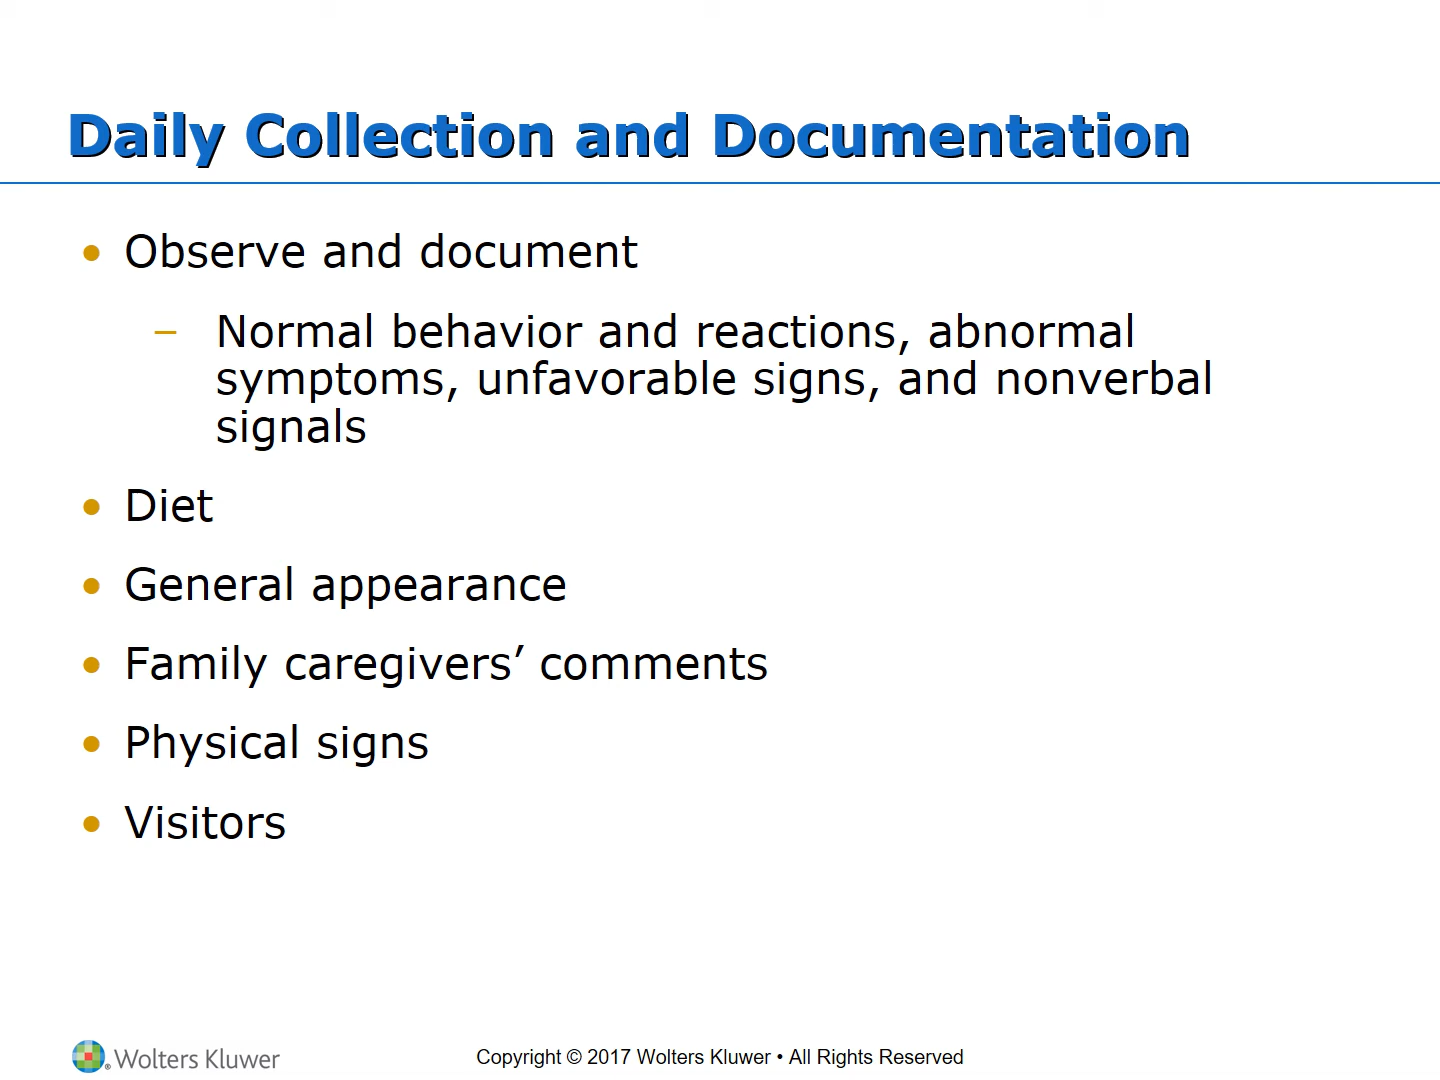 Daily Collection and Documentation
• Observe and document
– Normal behavior and reactions, abnormal
symptoms, unfavorable signs, and nonverbal
signals
• Diet
• General appearance
• Family caregivers’ comments
• Physical signs
• Visitors
Wolters Kluwer
Copyright © 2017 Wolters Kluwer • All Rights Reserved